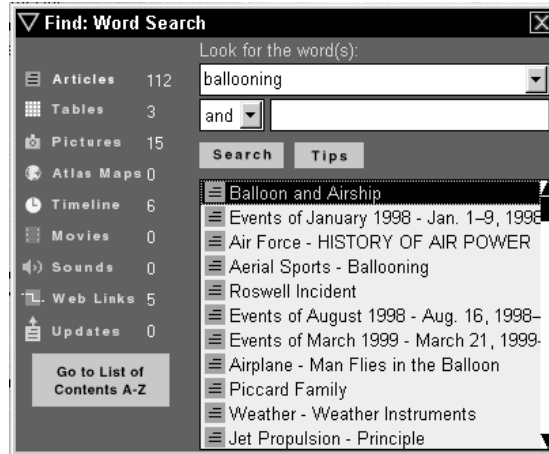 Find: Word Search
Look for the word(s):
ballooning
and
Search Tips
Articles 112
Tables 3
Pictures 15
Atlas Maps 0
Timeline 6
Movies 0
Sounds 0
Web Links 5
Updates 0
Go to List of
Contents A-Z
Balloon and Airship
Events of January 1998 - Jan. 1–9, 1998
Air Force - HISTORY OF AIR POWER
Aerial Sports - Ballooning
Roswell Incident
Events of August 1998 - Aug. 16, 1998–
Events of March 1999 - March 21, 1999-
Airplane - Man Flies in the Balloon
Piccard Family
Weather - Weather Instruments
Jet Propulsion - Principle